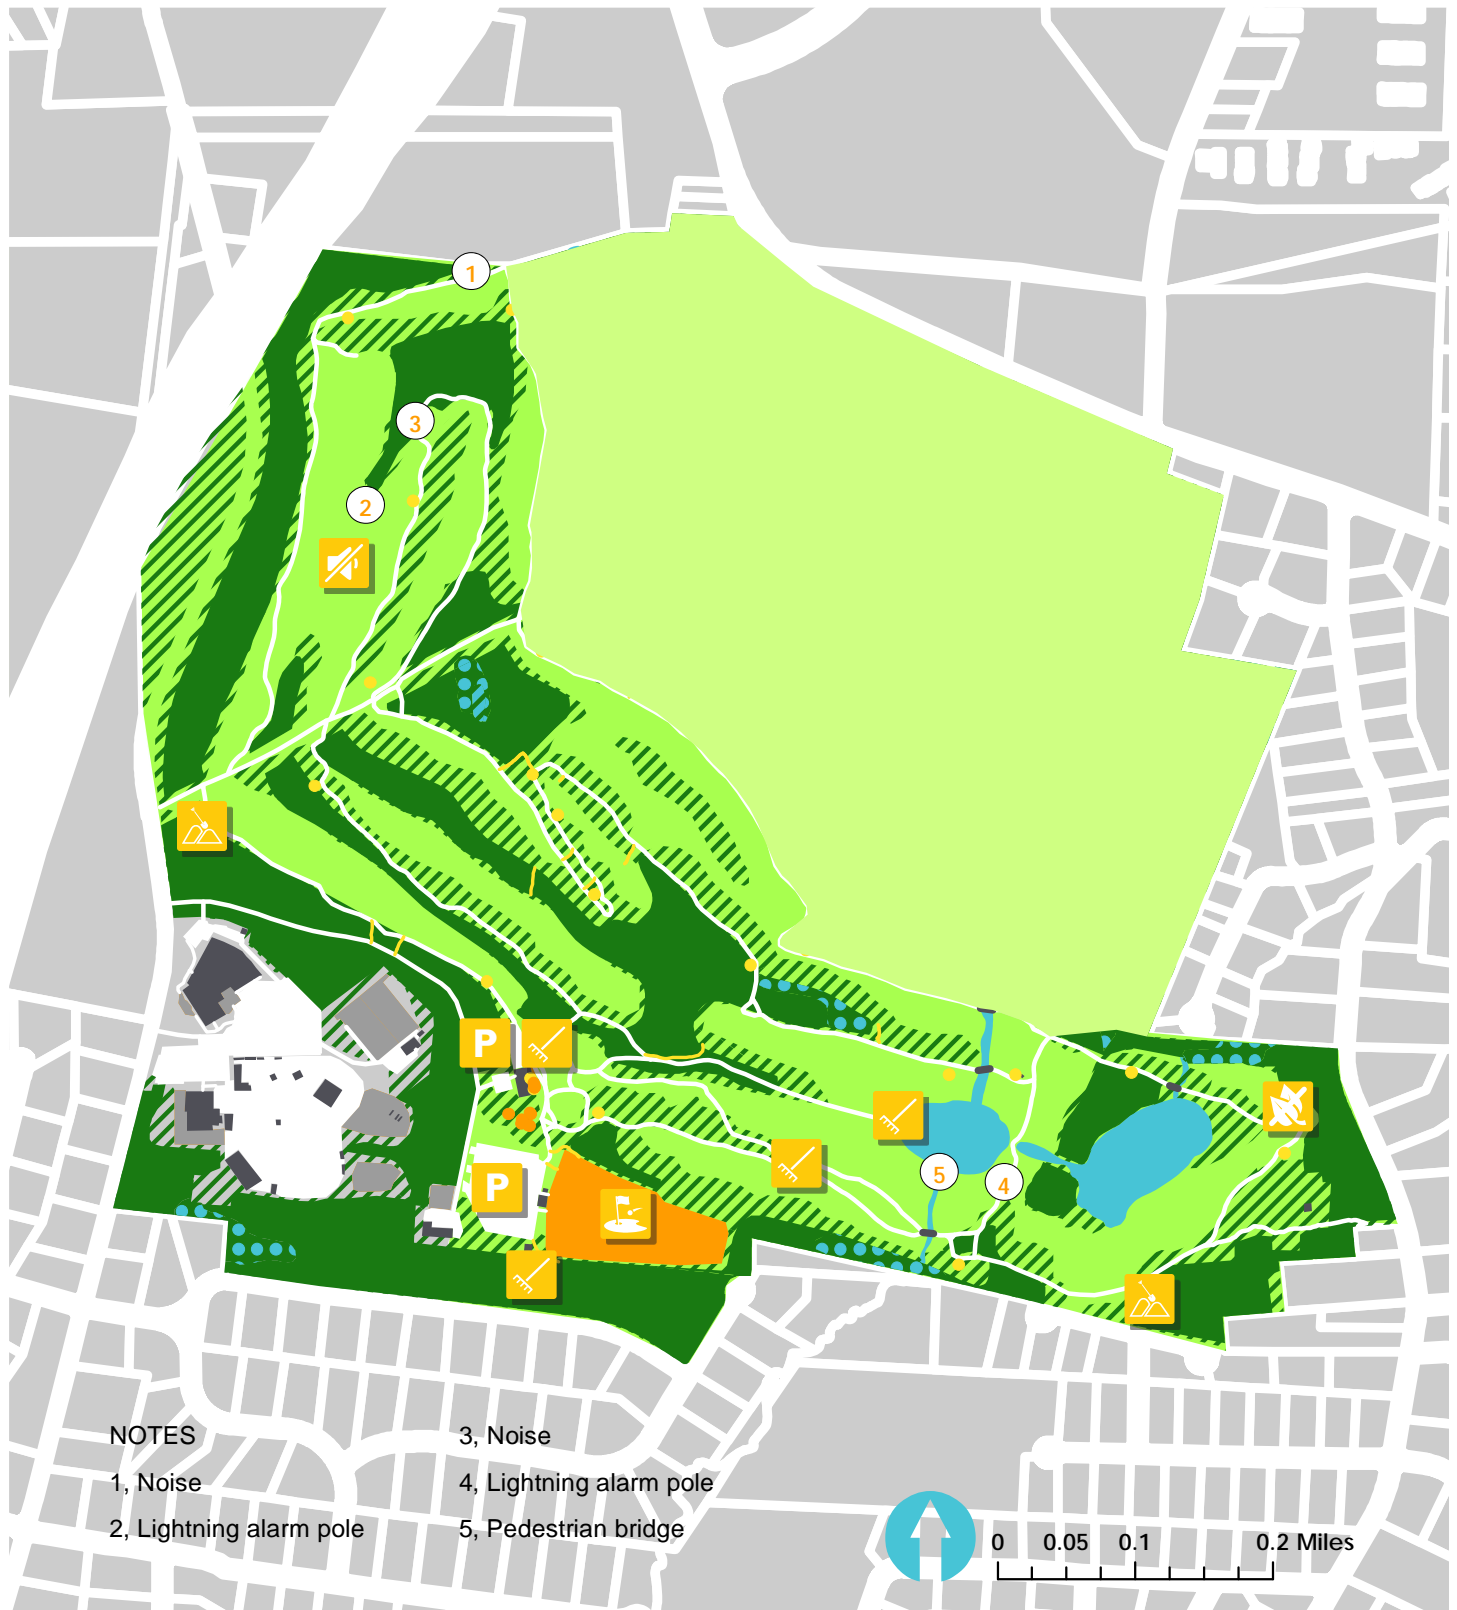 1
3
2
P
P
5
4
NOTES
1, Noise
2, Lightning alarm pole
3, Noise
4, Lightning alarm pole
5, Pedestrian bridge
0 0.05 0.1 0.2 Miles